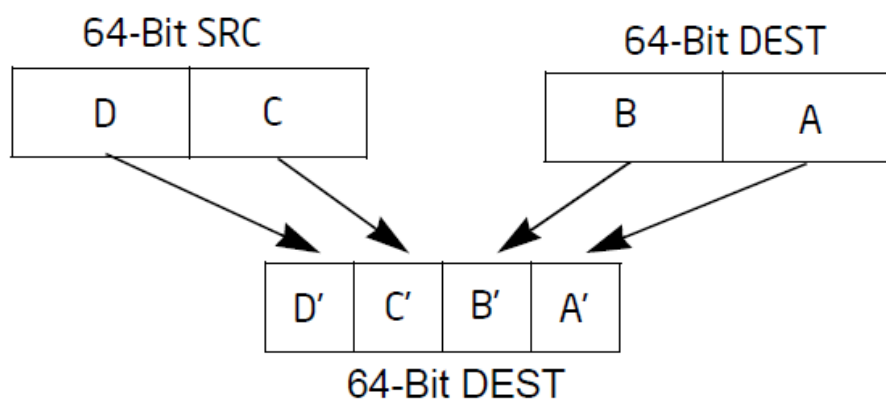 64-Bit SRC
64-Bit DEST
D C
B A
D’ C’ B’ A’
64-Bit DEST